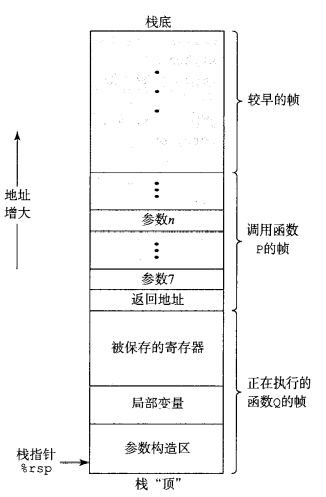 栈底
较早的帧
地址
增大
参数n
调用函数
P的帧
参数7
返回地址
被保存的寄存器
正在执行的
函数Q的帧
局部变量
栈指针
%rsp
参数构造区
栈“顶”